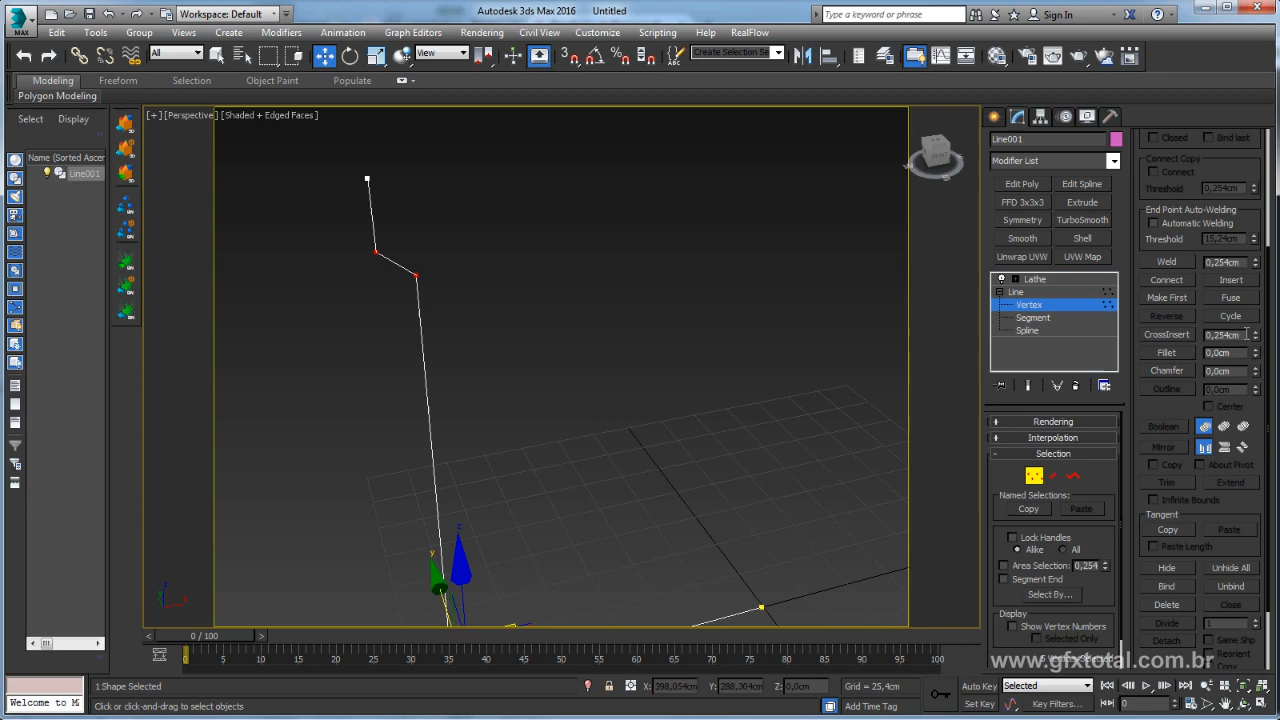 MAX
Workspace: Default
Autodesk 3ds Max 2016
Untitled
Type a keyword or phrase
Sign In
Edit
Tools
Group
Views
Create
Modifiers
Animation
Graph Editors
Rendering
Civil View
Customize
Scripting
Help
RealFlow
All
View
Create Selection Se
Modeling
Freeform
Selection
Object Paint
Populate
Polygon Modeling
Select
Display
Name (Sorted Ascen
Line001
[+] [Perspective] [Shaded + Edged Faces]
z
y
Line001
Modifier List
Edit Poly
Edit Spline
FFD 3x3x3
Extrude
Symmetry
TurboSmooth
Smooth
Shell
Unwrap UVW
UVW Map
Lathe
Line
Vertex
Segment
Spline
+ Rendering
+ Interpolation
- Selection
Named Selections:
Copy
Paste
Lock Handles
Alike
All
Area Selection: 0,254
Segment End
Select By...
Display
Show Vertex Numbers
Selected Only
Closed
Bind last
Connect Copy
Connect
Threshold 0,254cm
End Point Auto-Welding
Automatic Welding
Threshold 15,24cm
Weld 0,254cm
Connect
Insert
Make First
Fuse
Reverse
Cycle
CrossInsert 0,254cm
Fillet 0,0cm
Chamfer 0,0cm
Outline 0,0cm
Center
Boolean
Mirror
Copy
About Pivot
Trim
Extend
Infinite Bounds
Tangent
Copy
Paste
Paste Length
Hide
Unhide All
Bind
Unbind
Delete
Close
Divide 1
Detach
Same Shp
Reorient
Copy
www.gfxtotal.com.br
0 / 100
0 5 10 15 20 25 30 35 40 45 50 55 60 65 70 75 80 85 90 95 100
1 Shape Selected
X: 398,054cm
Y: 288,304cm
Z: 0,0cm
Grid = 25,4cm
Auto Key
Selected
Welcome to M
Click or click-and-drag to select objects
Add Time Tag
Set Key
Key Filters...
0